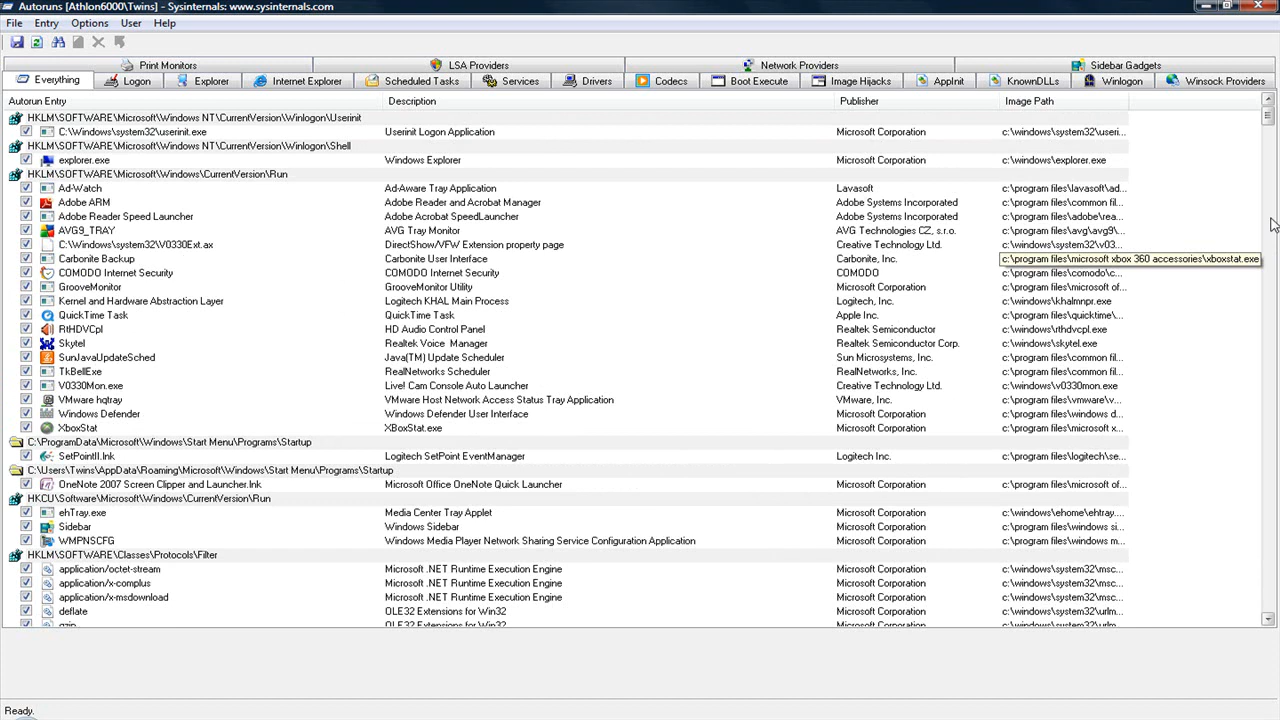 Autoruns [Athlon6000\Twins] - Sysinternals: www.sysinternals.com
File Entry Options User Help
Print Monitors LSA Providers Network Providers Sidebar Gadgets
Everything Logon Explorer Internet Explorer Scheduled Tasks Services Drivers Codecs Boot Execute Image Hijacks AppInit KnownDLLs Winlogon Winsock Providers
Autorun Entry Description Publisher Image Path
HKLM\SOFTWARE\Microsoft\Windows NT\CurrentVersion\Winlogon\Userinit
C:\Windows\system32\userinit.exe Userinit Logon Application Microsoft Corporation c:\windows\system32\useri...
HKLM\SOFTWARE\Microsoft\Windows NT\CurrentVersion\Winlogon\Shell
explorer.exe Windows Explorer Microsoft Corporation c:\windows\explorer.exe
HKLM\SOFTWARE\Microsoft\Windows\CurrentVersion\Run
Ad-Watch Ad-Aware Tray Application Lavasoft c:\program files\lavasoft\ad...
Adobe ARM Adobe Reader and Acrobat Manager Adobe Systems Incorporated c:\program files\common fil...
Adobe Reader Speed Launcher Adobe Acrobat SpeedLauncher Adobe Systems Incorporated c:\program files\adobe\rea...
AVG9_TRAY AVG Tray Monitor AVG Technologies CZ, s.r.o. c:\program files\avg\avg9\...
C:\Windows\system32\V0330Ext.ax DirectShow/VFW Extension property page Creative Technology Ltd. c:\windows\system32\v03...
Carbonite Backup Carbonite User Interface Carbonite, Inc. c:\program files\microsoft xbox 360 accessories\xboxstat.exe
COMODO Internet Security COMODO Internet Security COMODO c:\program files\comodo\c...
GrooveMonitor GrooveMonitor Utility Microsoft Corporation c:\program files\microsoft of...
Kernel and Hardware Abstraction Layer Logitech KHAL Main Process Logitech, Inc. c:\windows\khalmnpr.exe
QuickTime Task QuickTime Task Apple Inc. c:\program files\quicktime\...
RtHDVCpl HD Audio Control Panel Realtek Semiconductor c:\windows\rthdvcpl.exe
Skytel Realtek Voice Manager Realtek Semiconductor Corp. c:\windows\skytel.exe
SunJavaUpdateSched Java(TM) Update Scheduler Sun Microsystems, Inc. c:\program files\common fil...
TkBellExe RealNetworks Scheduler RealNetworks, Inc. c:\program files\common fil...
V0330Mon.exe Live! Cam Console Auto Launcher Creative Technology Ltd. c:\windows\v0330mon.exe
VMware hqtray VMware Host Network Access Status Tray Application VMware, Inc. c:\program files\vmware\v...
Windows Defender Windows Defender User Interface Microsoft Corporation c:\program files\windows d...
XboxStat XBoxStat.exe Microsoft Corporation c:\program files\microsoft x...
C:\ProgramData\Microsoft\Windows\Start Menu\Programs\Startup
SetPointII.lnk Logitech SetPoint EventManager Logitech Inc. c:\program files\logitech\se...
C:\Users\Twins\AppData\Roaming\Microsoft\Windows\Start Menu\Programs\Startup
OneNote 2007 Screen Clipper and Launcher.lnk Microsoft Office OneNote Quick Launcher Microsoft Corporation c:\program files\microsoft of...
HKCU\Software\Microsoft\Windows\CurrentVersion\Run
ehTray.exe Media Center Tray Applet Microsoft Corporation c:\windows\ehome\ehtray....
Sidebar Windows Sidebar Microsoft Corporation c:\program files\windows si...
WMPNSCFG Windows Media Player Network Sharing Service Configuration Application Microsoft Corporation c:\program files\windows m...
HKLM\SOFTWARE\Classes\Protocols\Filter
application/octet-stream Microsoft .NET Runtime Execution Engine Microsoft Corporation c:\windows\system32\msc...
application/x-complus Microsoft .NET Runtime Execution Engine Microsoft Corporation c:\windows\system32\msc...
application/x-msdownload Microsoft .NET Runtime Execution Engine Microsoft Corporation c:\windows\system32\msc...
deflate OLE32 Extensions for Win32 Microsoft Corporation c:\windows\system32\urlm...
gzip OLE32 Extensions for Win32 Microsoft Corporation c:\windows\system32\urlm...
Ready.